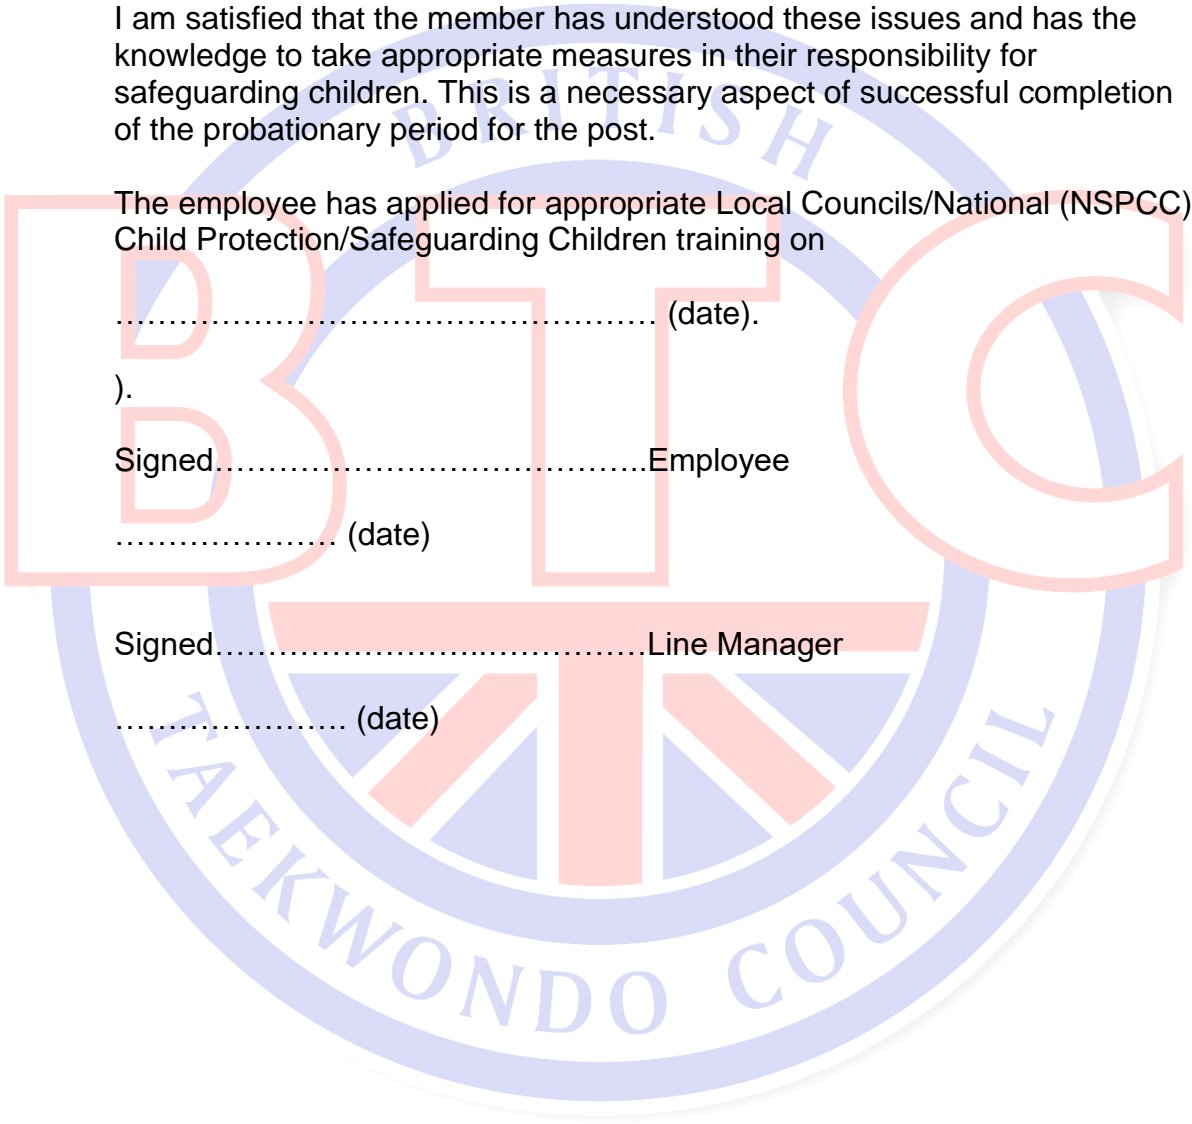 I am satisfied that the member has understood these issues and has the
knowledge to take appropriate measures in their responsibility for
safeguarding children. This is a necessary aspect of successful completion
of the probationary period for the post.
The employee has applied for appropriate Local Councils/National (NSPCC)
Child Protection/Safeguarding Children training on
……………….……………………………… (date).
).
Signed…………………………………….Employee
………………… (date)
Signed……………………..……………Line Manager
…………………. (date)
BRITISH
BTC
TAEKWONDO COUNCIL